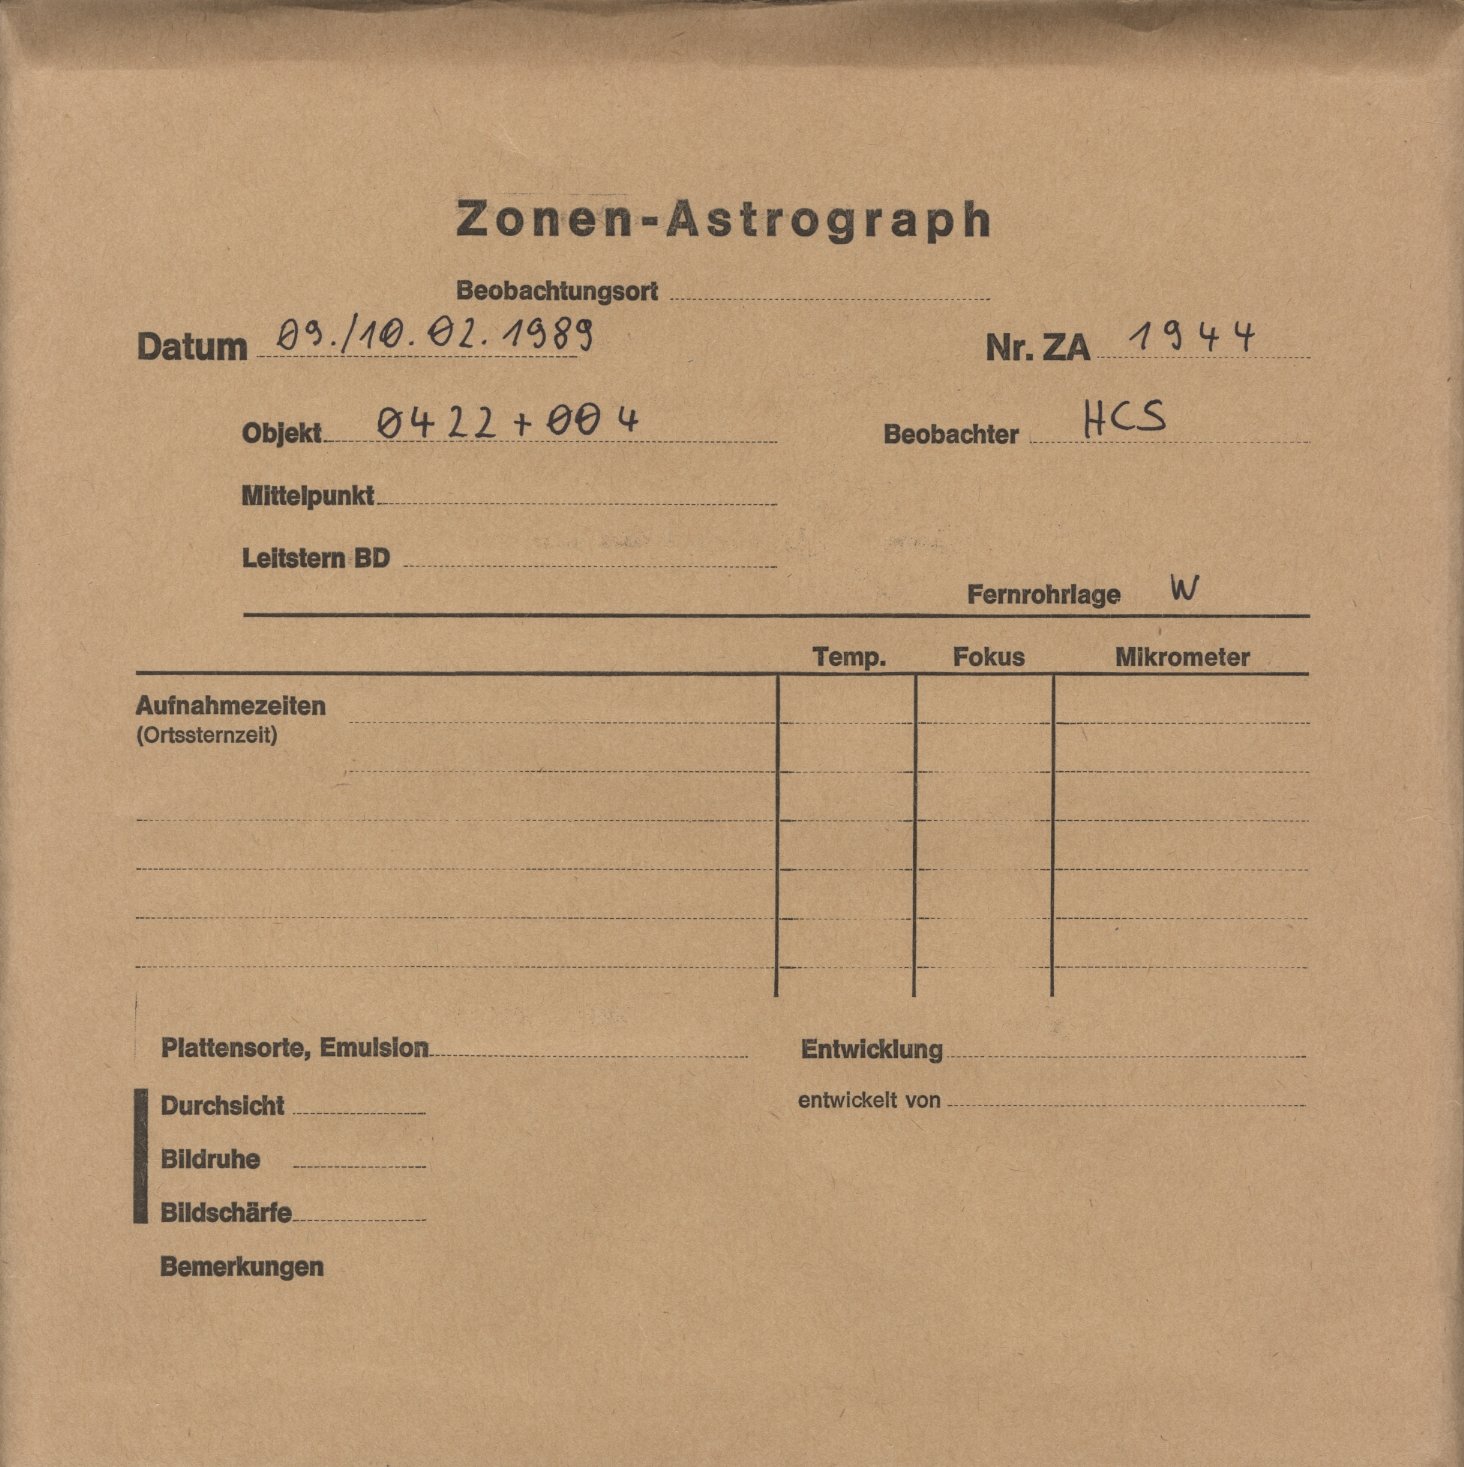 Zonen-Astrograph
Beobachtungsort
Datum 09./10.02.1989 Nr. ZA 1944
Objekt 0422+004 Beobachter HCS
Mittelpunkt
Leitstern BD
Fernrohrlage W
Temp. Fokus Mikrometer
Aufnahmezeiten
(Ortssternzeit)
Plattensorte, Emulsion Entwicklung
Durchsicht entwickelt von
Bildruhe
Bildschärfe
Bemerkungen